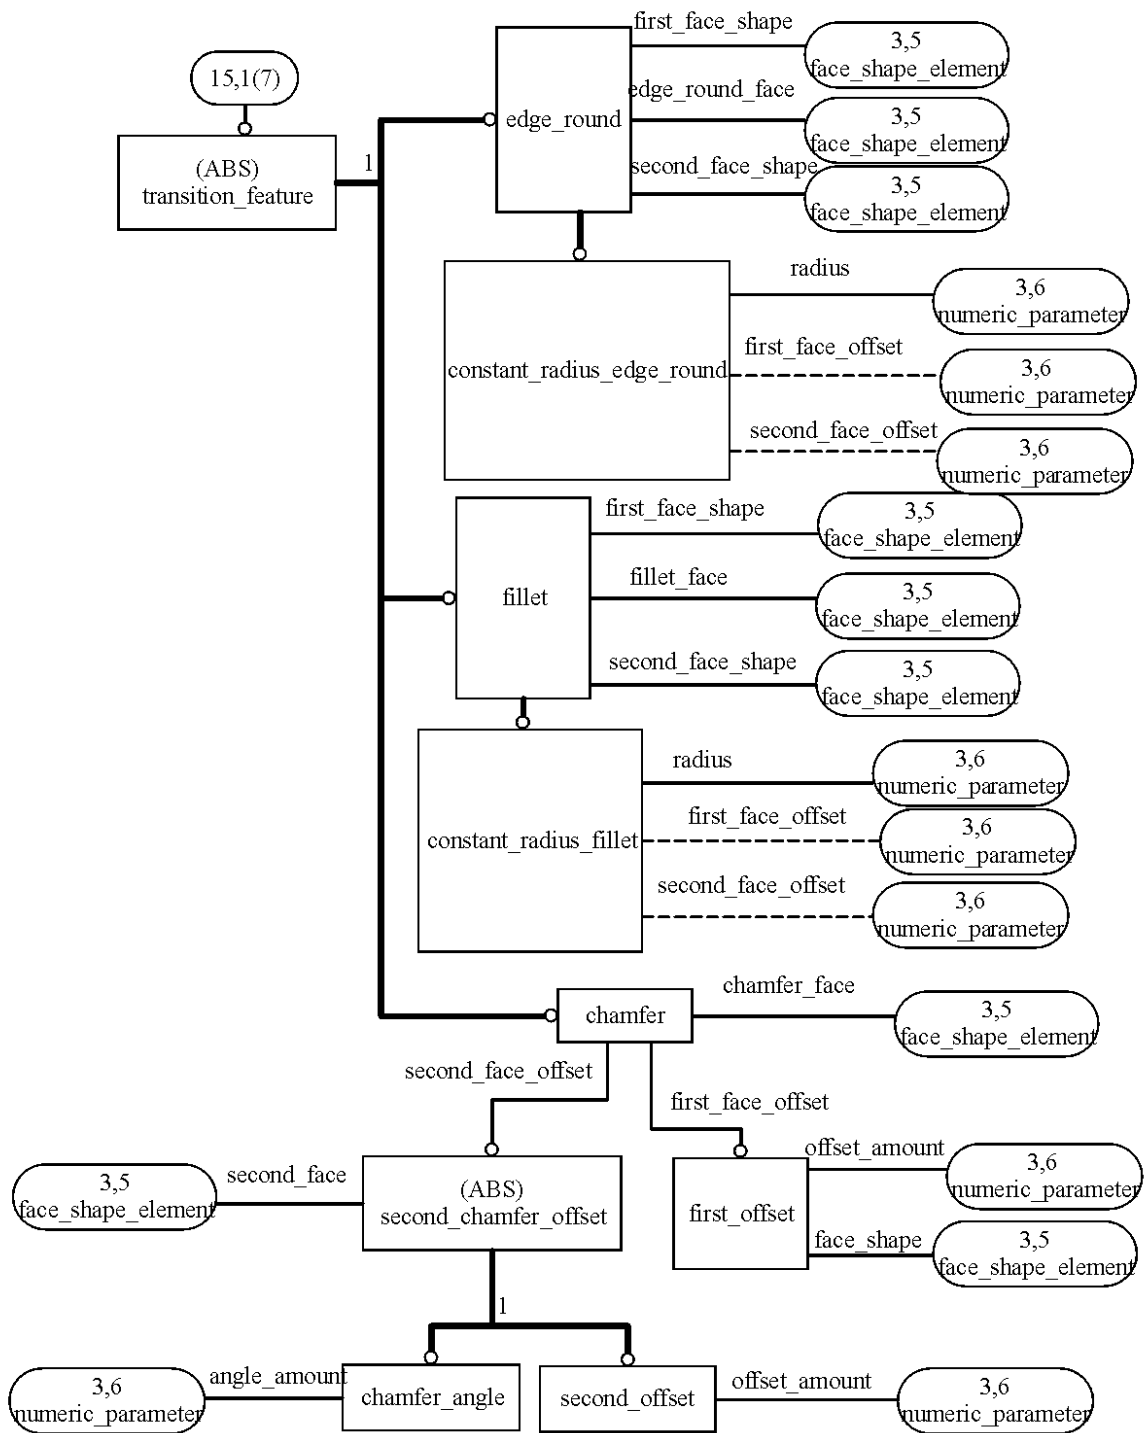 first_face_shape
3,5
face_shape_element
15,1(7)
edge_round_face
edge_round
3,5
face_shape_element
1
(ABS)
transition_feature
second_face_shape
3,5
face_shape_element
radius
3,6
numeric_parameter
constant_radius_edge_round
first_face_offset
3,6
numeric_parameter
second_face_offset
3,6
numeric_parameter
first_face_shape
3,5
face_shape_element
fillet
fillet_face
3,5
face_shape_element
second_face_shape
3,5
face_shape_element
radius
3,6
numeric_parameter
constant_radius_fillet
first_face_offset
3,6
numeric_parameter
second_face_offset
3,6
numeric_parameter
chamfer
chamfer_face
3,5
face_shape_element
second_face_offset
first_face_offset
3,5
face_shape_element
second_face
(ABS)
second_chamfer_offset
first_offset
offset_amount
3,6
numeric_parameter
face_shape
3,5
face_shape_element
1
3,6
numeric_parameter
angle_amount
chamfer_angle
second_offset
offset_amount
3,6
numeric_parameter